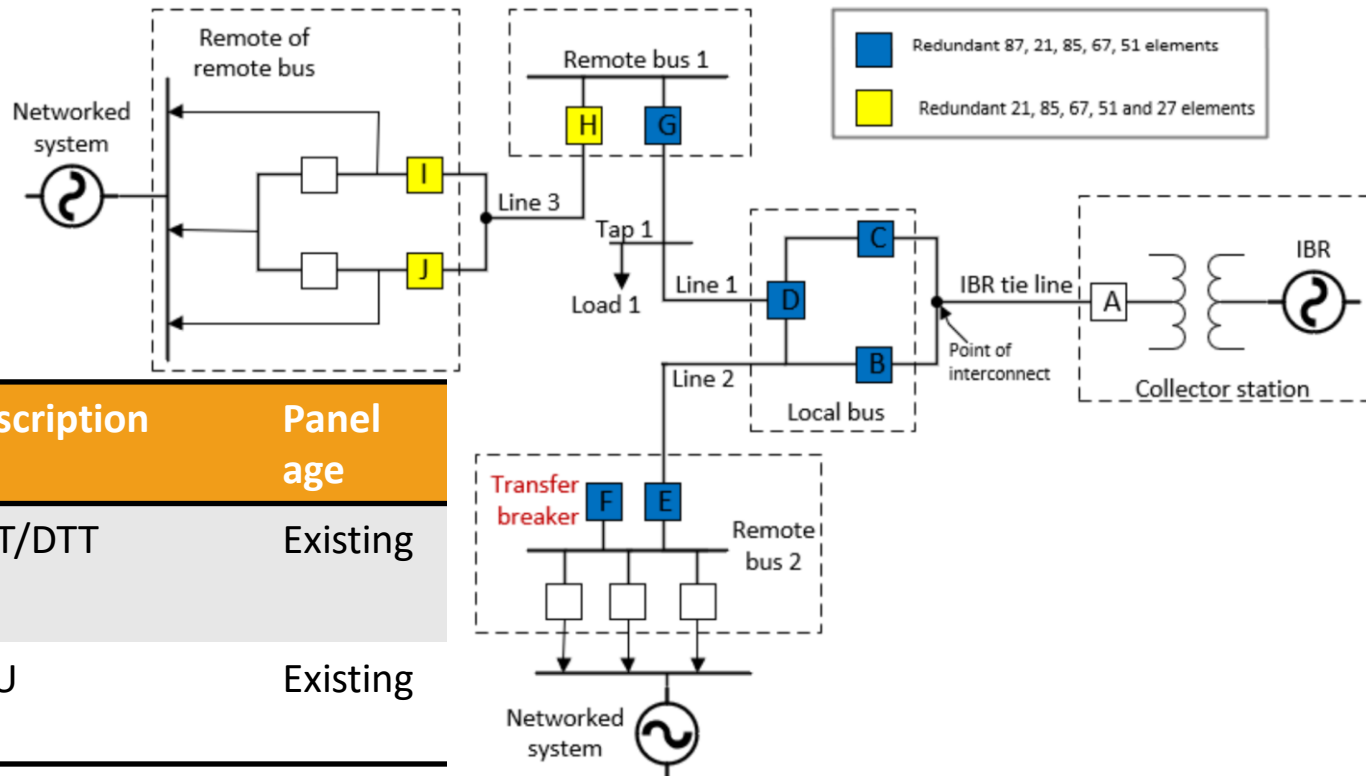 Remote of
remote bus
Networked
system
I
J
Line 3
Remote bus 1
H
G
Redundant 87, 21, 85, 67, 51 elements
Redundant 21, 85, 67, 51 and 27 elements
Tap 1
Load 1
Line 1
D
C
B
Line 2
Local bus
IBR tie line
Point of
interconnect
A
IBR
Collector station
Transfer
breaker
F
E
Remote
bus 2
Networked
system
scription
Panel
age
T/DTT
Existing
U
Existing